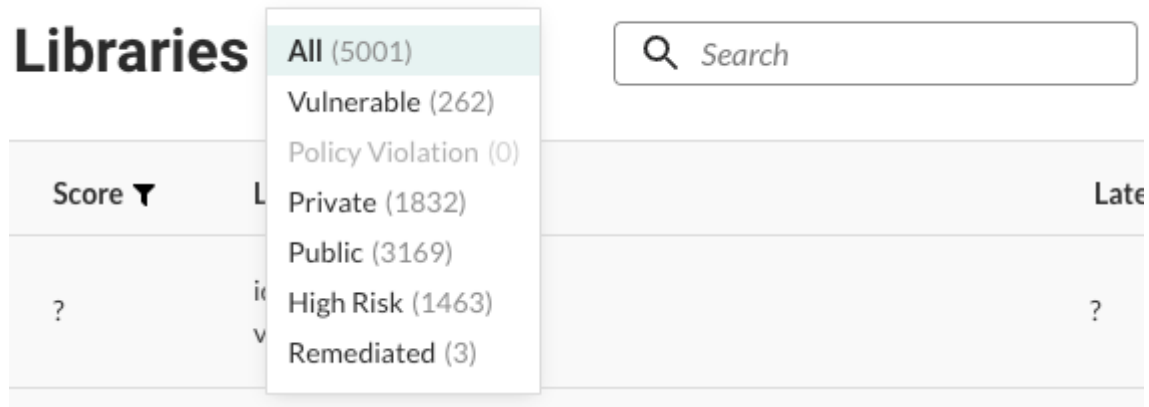 Libraries
All (5001)
Vulnerable (262)
Policy Violation (0)
Private (1832)
Public (3169)
High Risk (1463)
Remediated (3)
Search
Score
?
?